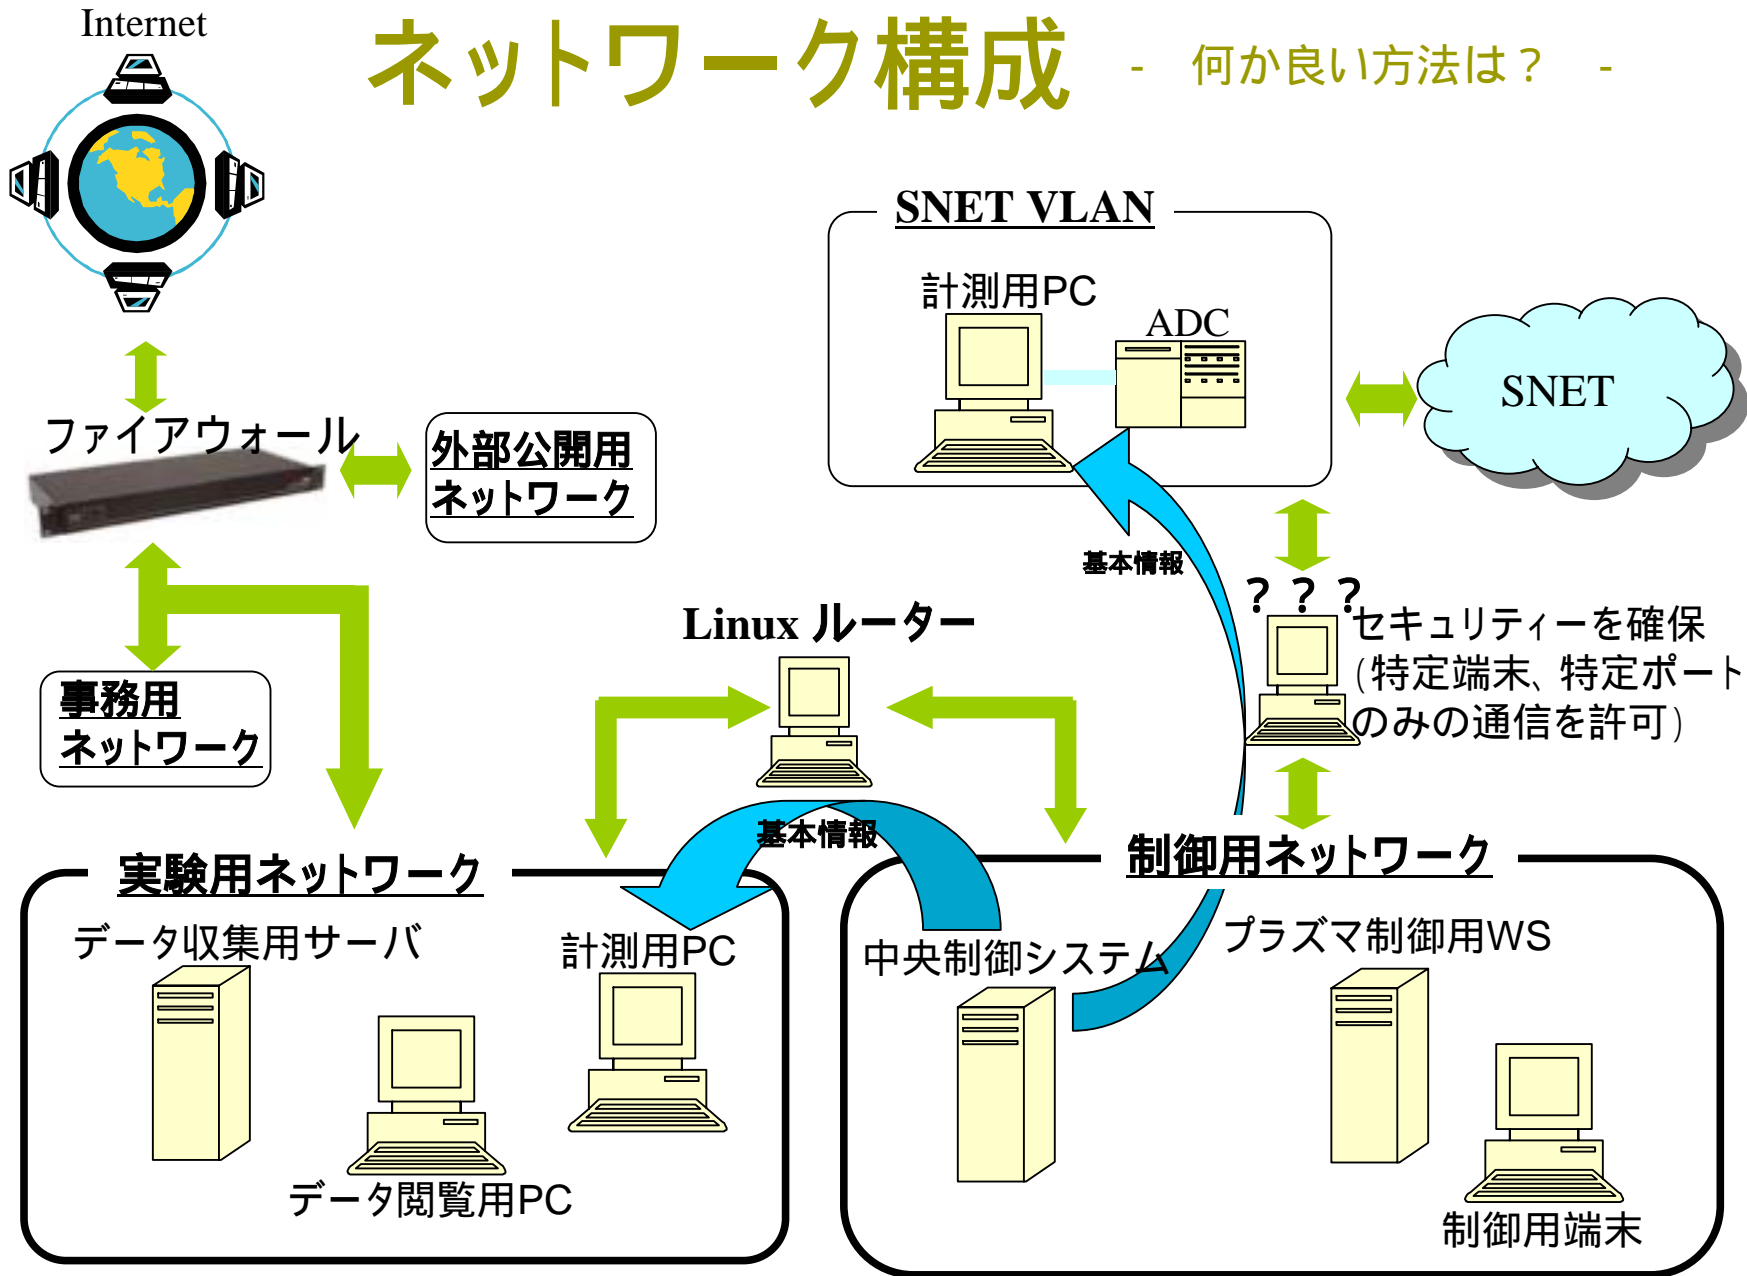 Internet
ネットワーク構成
- 何か良い方法は？ -
SNET VLAN
計測用PC
ADC
SNET
ファイアウォール
外部公開用
ネットワーク
基本情報
？？？
セキュリティーを確保
(特定端末、特定ポート
のみの通信を許可)
Linux ルーター
事務用
ネットワーク
基本情報
実験用ネットワーク
データ収集用サーバ
計測用PC
データ閲覧用PC
制御用ネットワーク
中央制御システム
プラズマ制御用WS
制御用端末